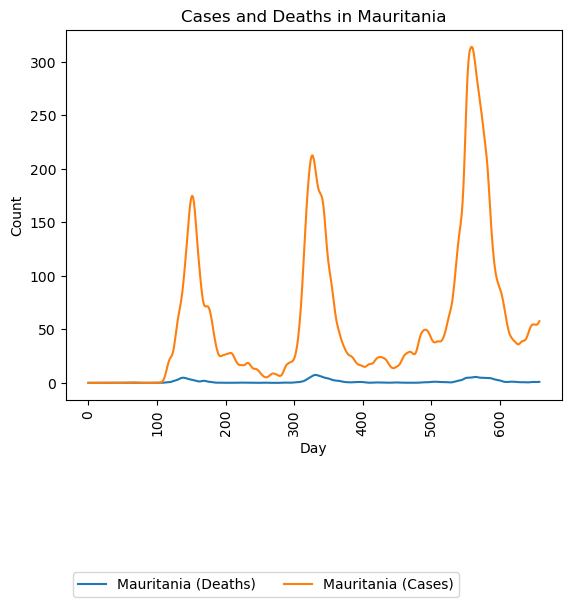 Cases and Deaths in Mauritania
Count
300
250
200
150
100
50
0
0 100 200 300 400 500 600
Day
Mauritania (Deaths) Mauritania (Cases)